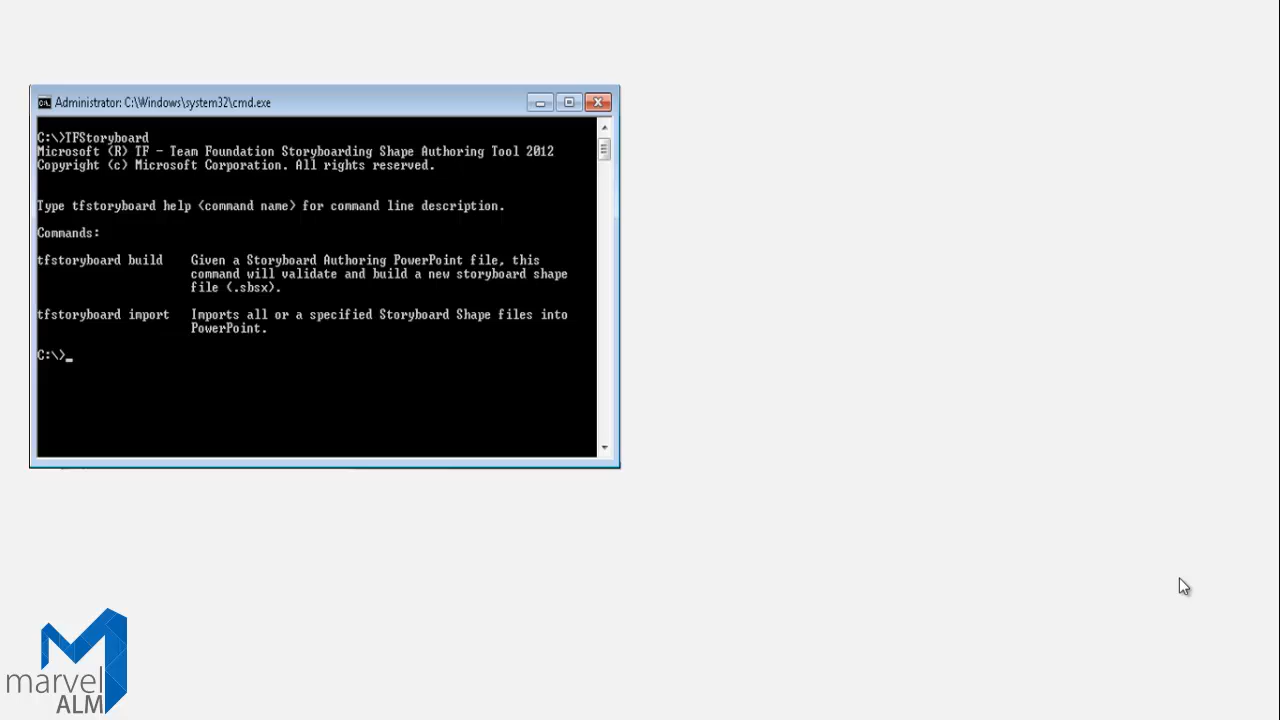 Administrator: C:\Windows\system32\cmd.exe
C:\>TFStoryboard
Microsoft (R) TF - Team Foundation Storyboarding Shape Authoring Tool 2012
Copyright (c) Microsoft Corporation. All rights reserved.
Type tfstoryboard help <command name> for command line description.
Commands:
tfstoryboard build Given a Storyboard Authoring PowerPoint file, this
command will validate and build a new storyboard shape
file (.sbsx).
tfstoryboard import Imports all or a specified Storyboard Shape files into
PowerPoint.
C:\>_
marvel
ALM